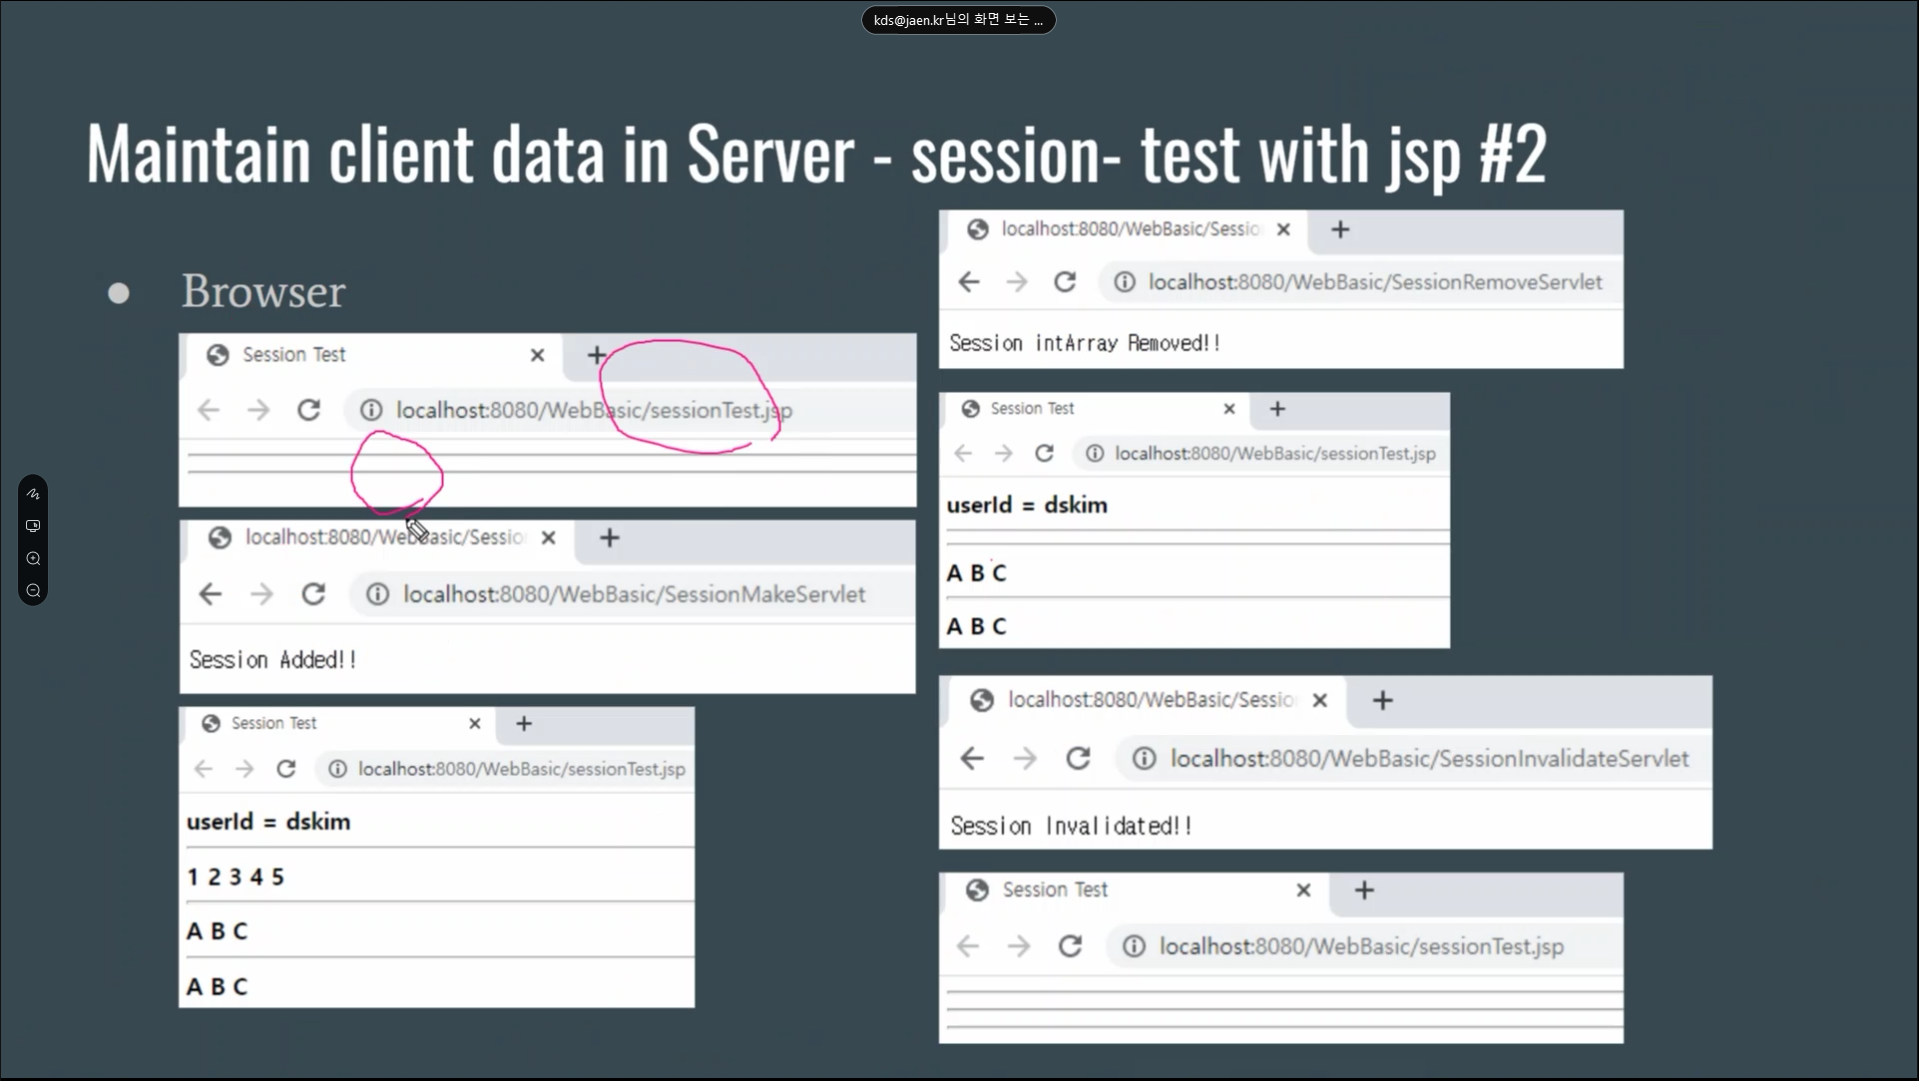 kds@jaen.kr님의 화면 보는 ...
Maintain client data in Server - session- test with jsp #2
● Browser
Session Test
localhost:8080/WebBasic/sessionTest.jsp
localhost:8080/WebBasic/Sessio
localhost:8080/WebBasic/SessionMakeServlet
Session Added!!
Session Test
localhost:8080/WebBasic/sessionTest.jsp
userId = dskim
1 2 3 4 5
A B C
A B C
localhost:8080/WebBasic/Sessio
localhost:8080/WebBasic/SessionRemoveServlet
Session intArray Removed!!
Session Test
localhost:8080/WebBasic/sessionTest.jsp
userId = dskim
A B C
A B C
localhost:8080/WebBasic/Sessio
localhost:8080/WebBasic/SessionInvalidateServlet
Session Invalidated!!
Session Test
localhost:8080/WebBasic/sessionTest.jsp